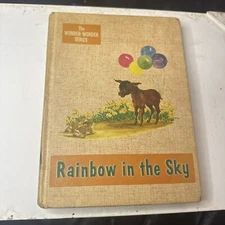 The
WONDER-WONDER
SERIES
Rainbow in the Sky